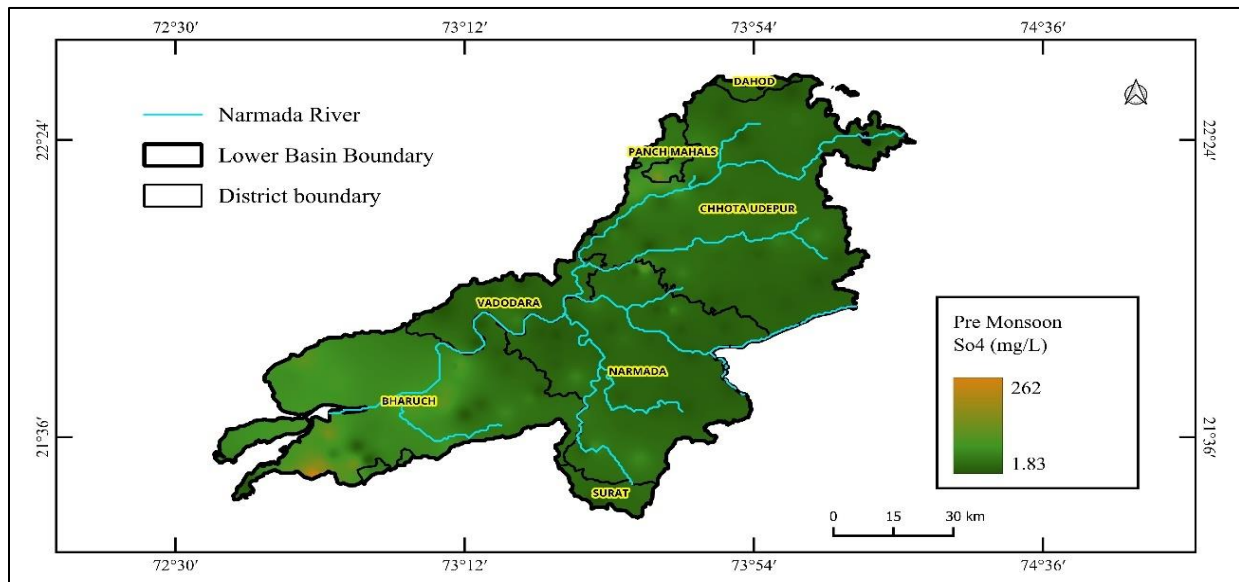 72°30′ 73°12′ 73°54′ 74°36′
22°24′
22°24′
21°36′
21°36′
Narmada River
Lower Basin Boundary
District boundary
DAHOD
PANCH MAHALS
CHHOTA UDEPUR
VADODARA
NARMADA
BHARUCH
SURAT
Pre Monsoon
So4 (mg/L)
262
1.83
0 15 30 km
72°30′ 73°12′ 73°54′ 74°36′